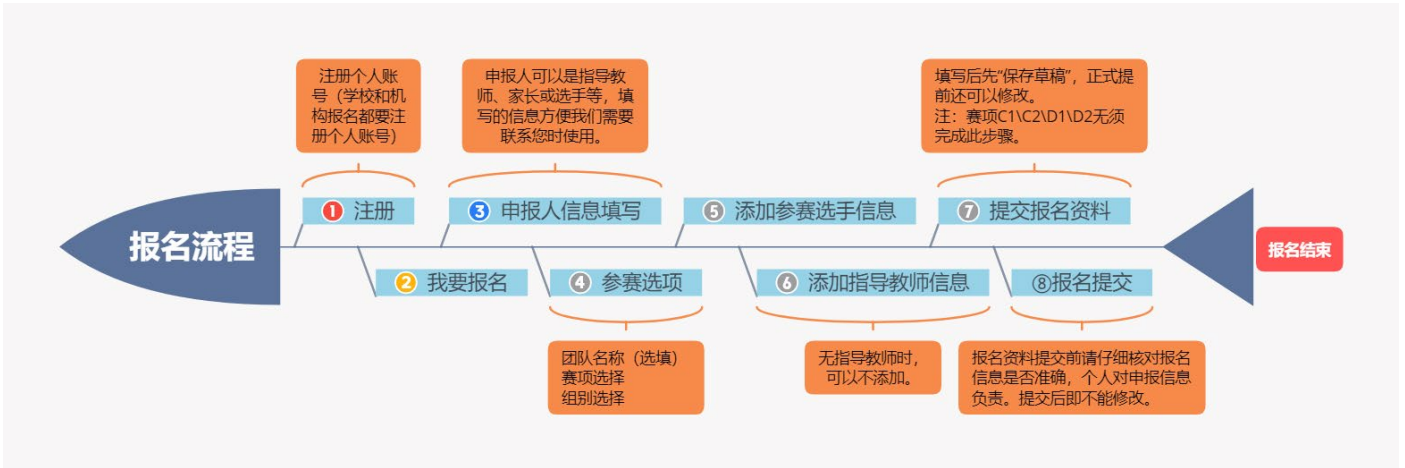 报名流程
注册个人账
号（学校和机
构报名都要注
册个人账号）
1 注册
2 我要报名
申报人可以是指导教
师、家长或选手等，填
写的信息方便我们需要
联系您时使用。
3 申报人信息填写
4 参赛选项
团队名称（选填）
赛项选择
组别选择
5 添加参赛选手信息
6 添加指导教师信息
无指导教师时，
可以不添加。
填写后先“保存草稿”，正式提
前还可以修改。
注：赛项C1\C2\D1\D2无须
完成此步骤。
7 提交报名资料
⑧报名提交
报名资料提交前请仔细核对报名
信息是否准确，个人对申报信息
负责。提交后即不能修改。
报名结束